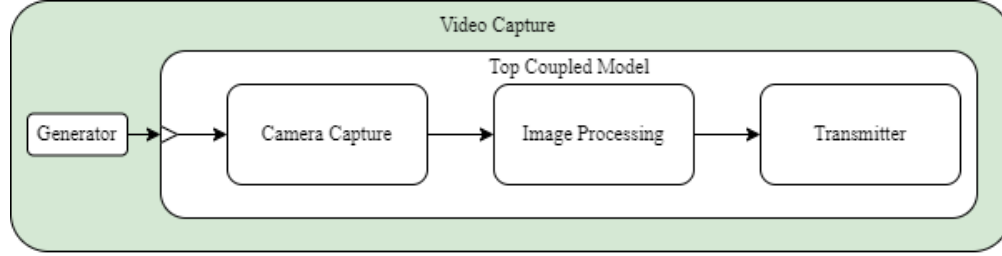 Video Capture
Top Coupled Model
Generator
Camera Capture
Image Processing
Transmitter